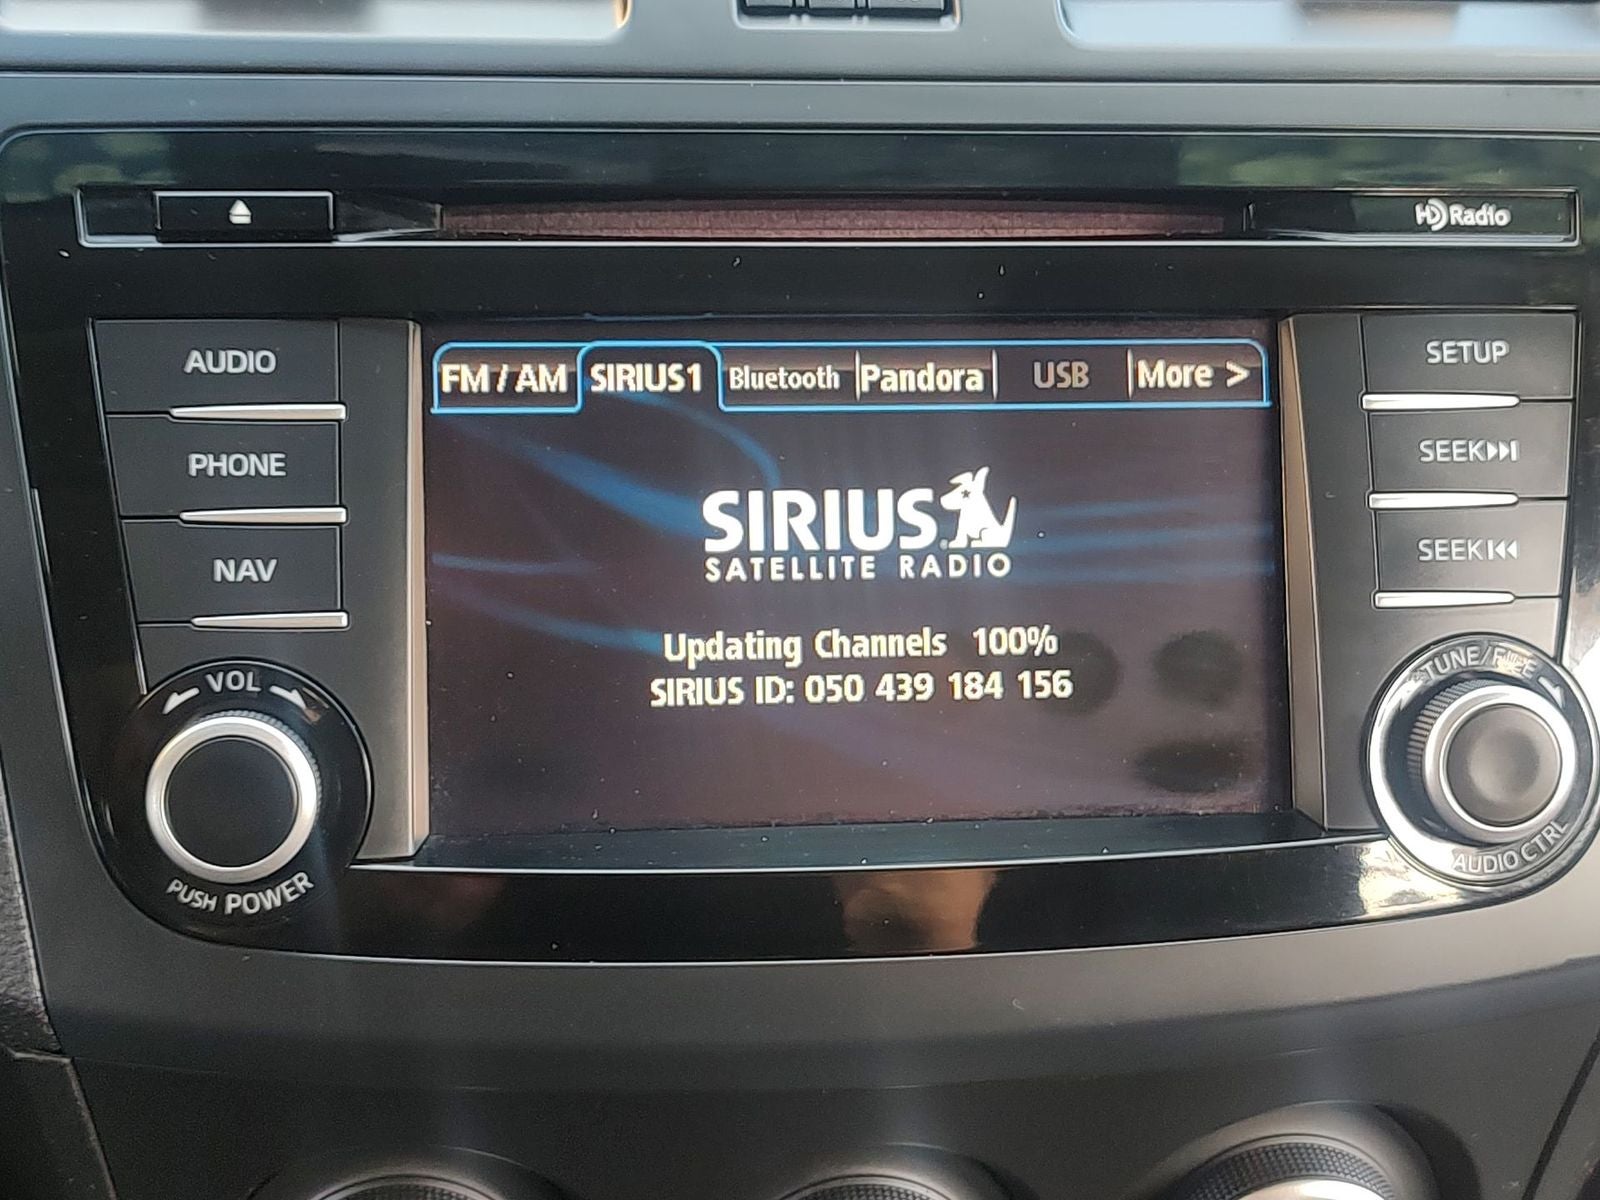 HD Radio
AUDIO
PHONE
NAV
VOL
PUSH POWER
FM / AM SIRIUS1 Bluetooth Pandora USB More >
SIRIUS
SATELLITE RADIO
Updating Channels 100%
SIRIUS ID: 050 439 184 156
SETUP
SEEK
SEEK
TUNE/
AUDIO CTRL